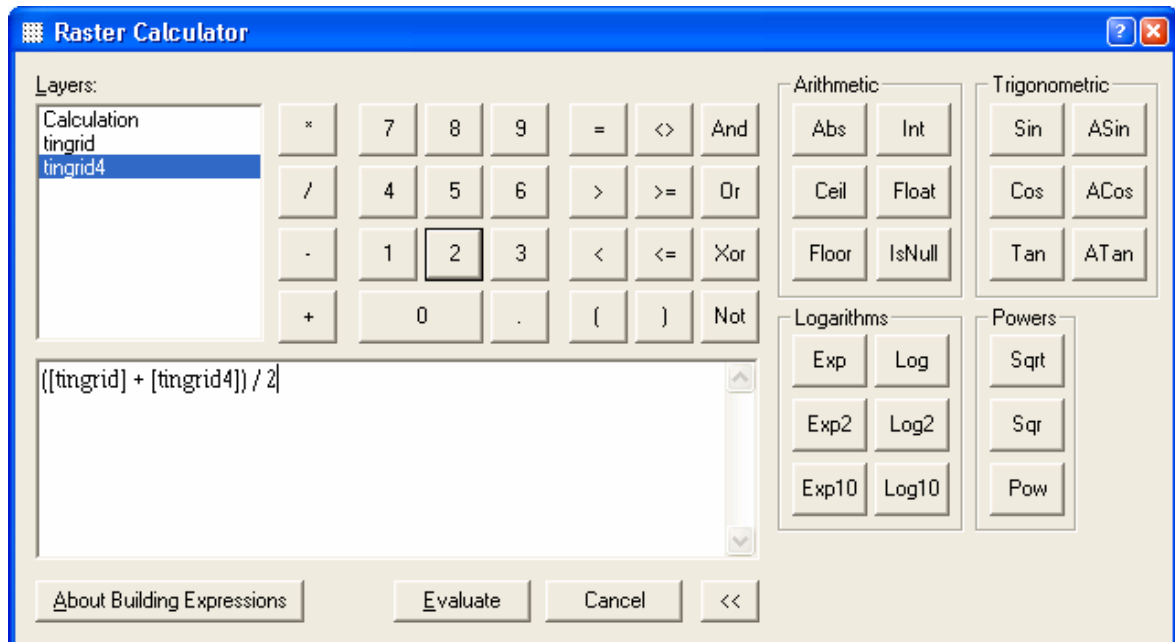 Raster Calculator
?
Layers:
Calculation
tingrid
tingrid4
* 7 8 9 = <> And
/ 4 5 6 > >= Or
- 1 2 3 < <= Xor
+ 0 . ( ) Not
([tingrid] + [tingrid4]) / 2
About Building Expressions
Evaluate
Cancel
<<
Arithmetic
Abs Int
Ceil Float
Floor IsNull
Trigonometric
Sin ASin
Cos ACos
Tan ATan
Logarithms
Exp Log
Exp2 Log2
Exp10 Log10
Powers
Sqrt
Sqr
Pow